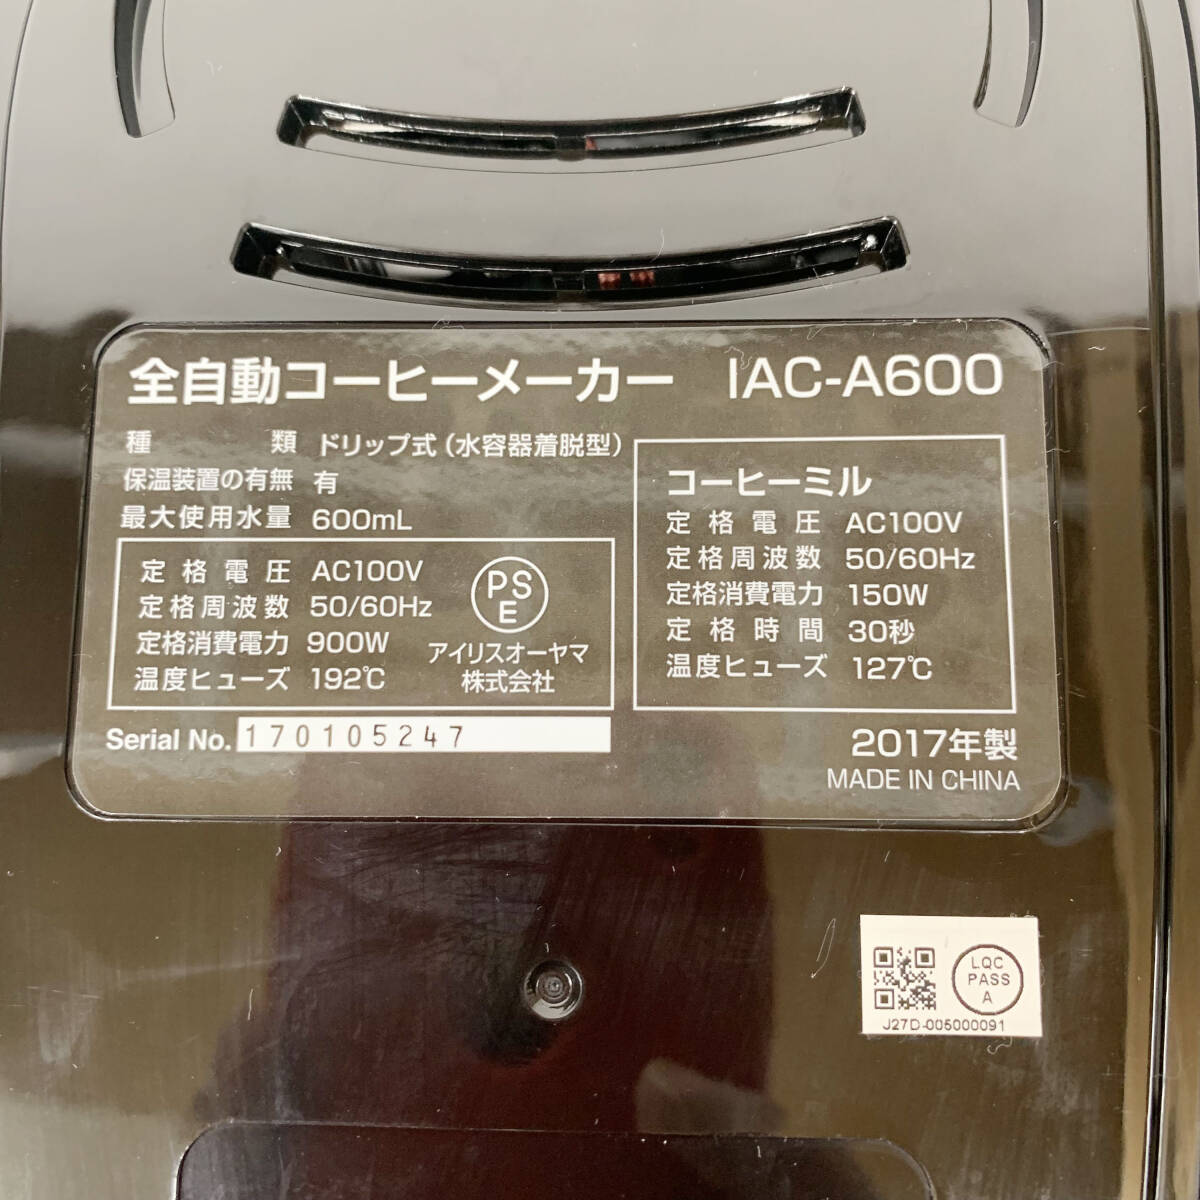 全自動コーヒーメーカー IAC-A600
種類 ドリップ式（水容器着脱型）
保温装置の有無 有
最大使用水量 600mL
定格電圧 AC100V
定格周波数 50/60Hz
定格消費電力 900W
温度ヒューズ 192℃
PS
E
アイリスオーヤマ
株式会社
コーヒーミル
定格電圧 AC100V
定格周波数 50/60Hz
定格消費電力 150W
定格時間 30秒
温度ヒューズ 127℃
Serial No. 170105247
2017年製
MADE IN CHINA
LQC
PASS
A
J27D-005000091